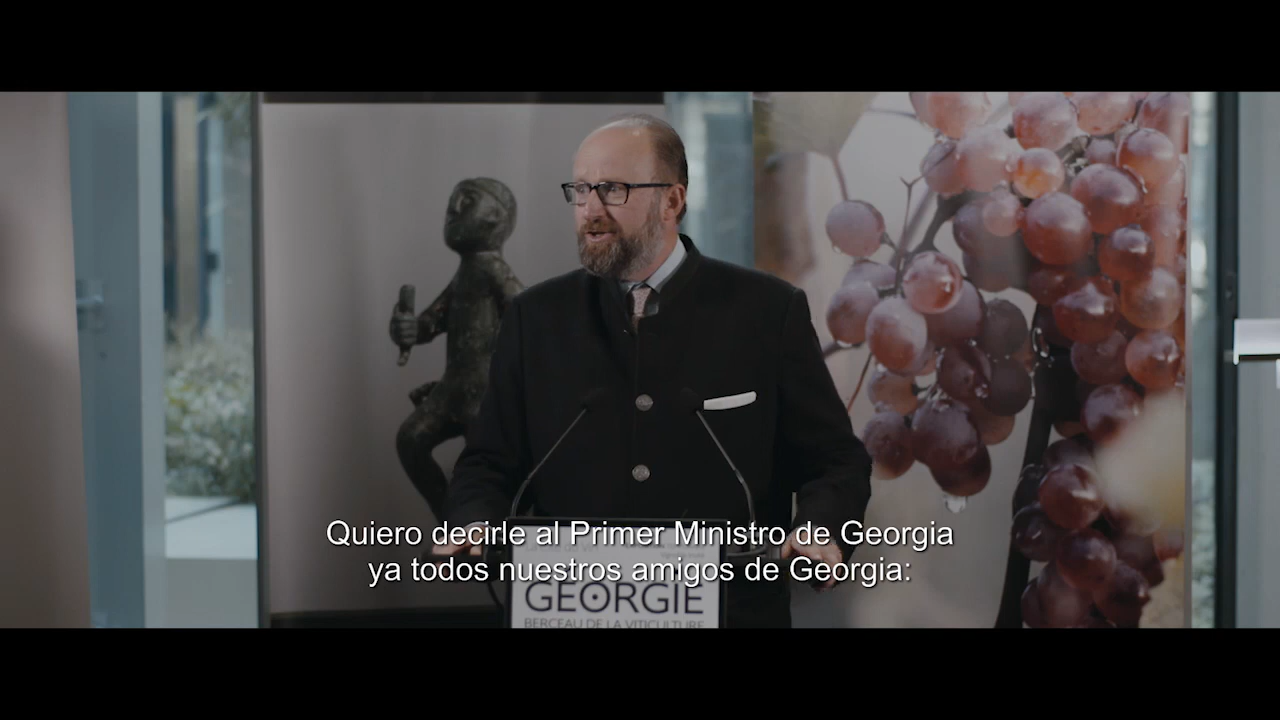 Quiero decirle al Primer Ministro de Georgia
ya todos nuestros amigos de Georgia:
GEORGIE
BERCEAU DE LA VITICULTURE